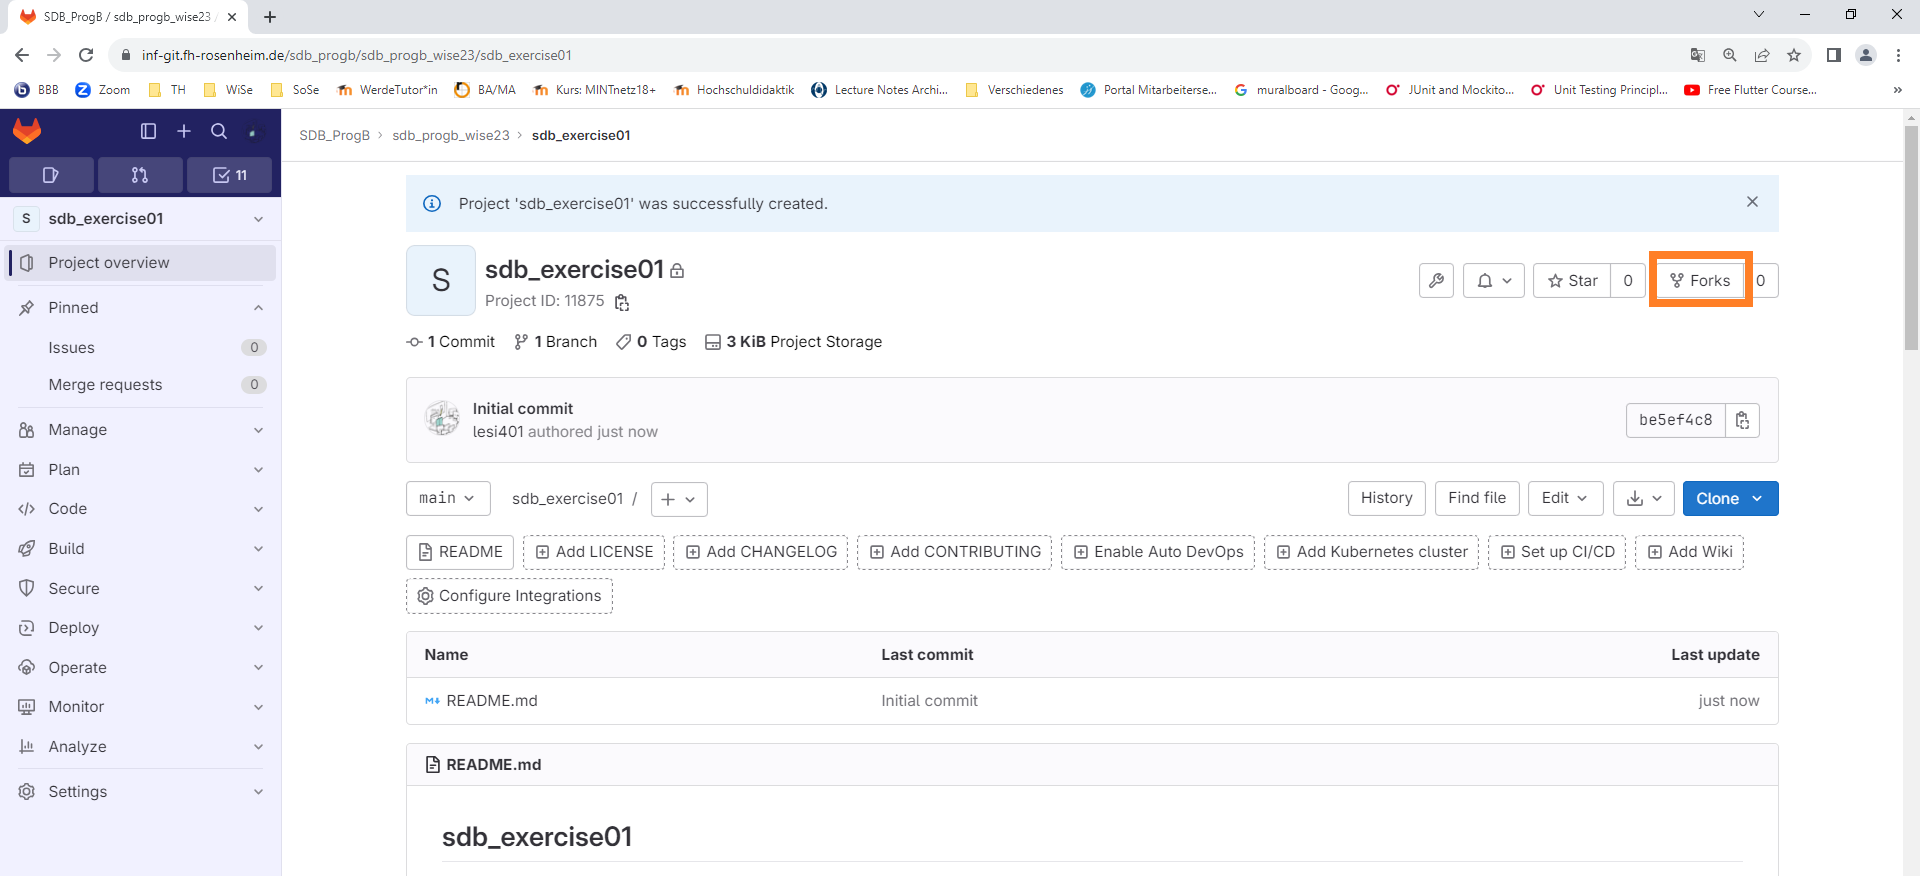 SDB_ProgB / sdb_progb_wise23 /
inf-git.fh-rosenheim.de/sdb_progb/sdb_progb_wise23/sdb_exercise01
BBB Zoom TH WiSe SoSe WerdeTutor*in BA/MA Kurs: MINTnetz18+ Hochschuldidaktik Lecture Notes Archi... Verschiedenes Portal Mitarbeiterse... muralboard - Goog... JUnit and Mockito... Unit Testing Principl... Free Flutter Course... »
SDB_ProgB › sdb_progb_wise23 › sdb_exercise01
11
S sdb_exercise01
Project overview
Pinned
Issues 0
Merge requests 0
Manage
Plan
Code
Build
Secure
Deploy
Operate
Monitor
Analyze
Settings
Project 'sdb_exercise01' was successfully created.
S
sdb_exercise01
Project ID: 11875
Star 0 Forks 0
1 Commit 1 Branch 0 Tags 3 KiB Project Storage
Initial commit
lesi401 authored just now
be5ef4c8
main sdb_exercise01 / + History Find file Edit Clone
README Add LICENSE Add CHANGELOG Add CONTRIBUTING Enable Auto DevOps Add Kubernetes cluster Set up CI/CD Add Wiki
Configure Integrations
Name Last commit Last update
README.md Initial commit just now
README.md
sdb_exercise01